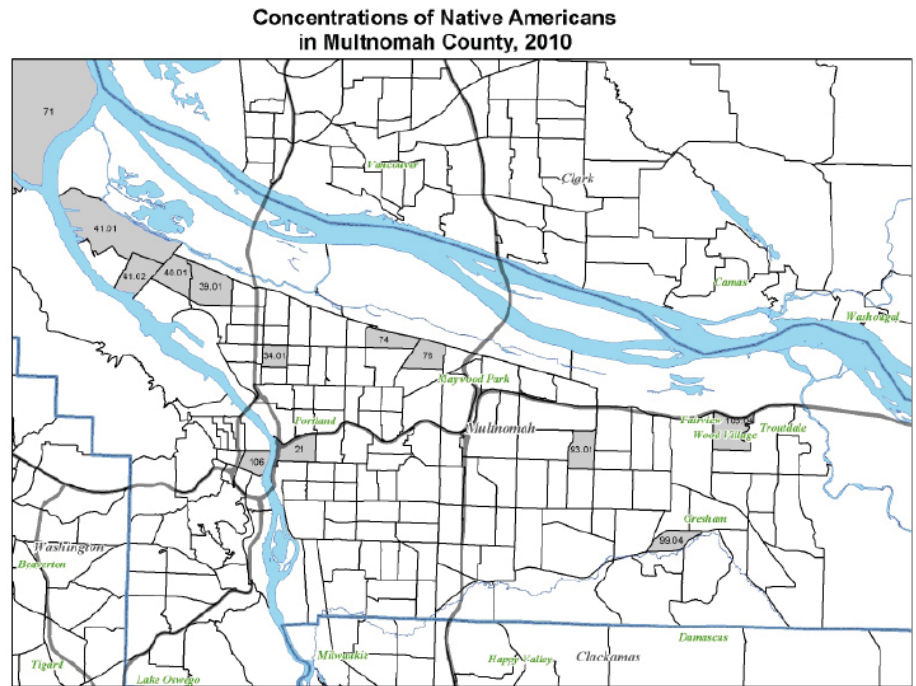 Concentrations of Native Americans
in Multnomah County, 2010
71
Vancouver
Clark
41.01
41.02
40.01
39.01
Camas
Washougal
74
34.01
76
Maywood Park
Portland
Multnomah
Fairview
Wood Village
Troutdale
106
21
93.01
Gresham
99.04
Washington
Beaverton
Damascus
Milwaukie
Happy Valley
Clackamas
Tigard
Lake Oswego